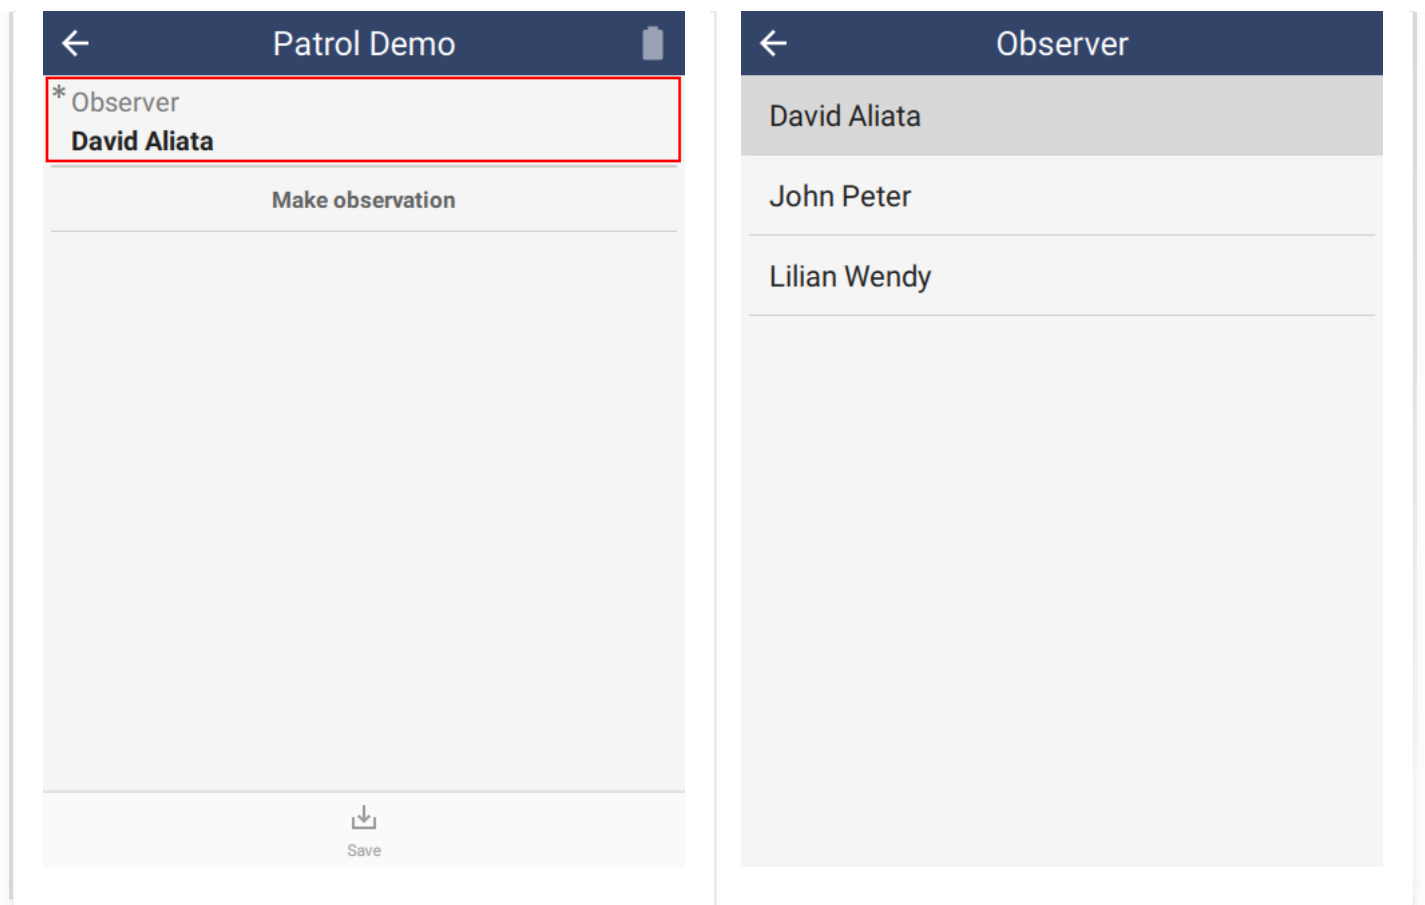 Patrol Demo
* Observer
David Aliata
Make observation
Save
Observer
David Aliata
John Peter
Lilian Wendy